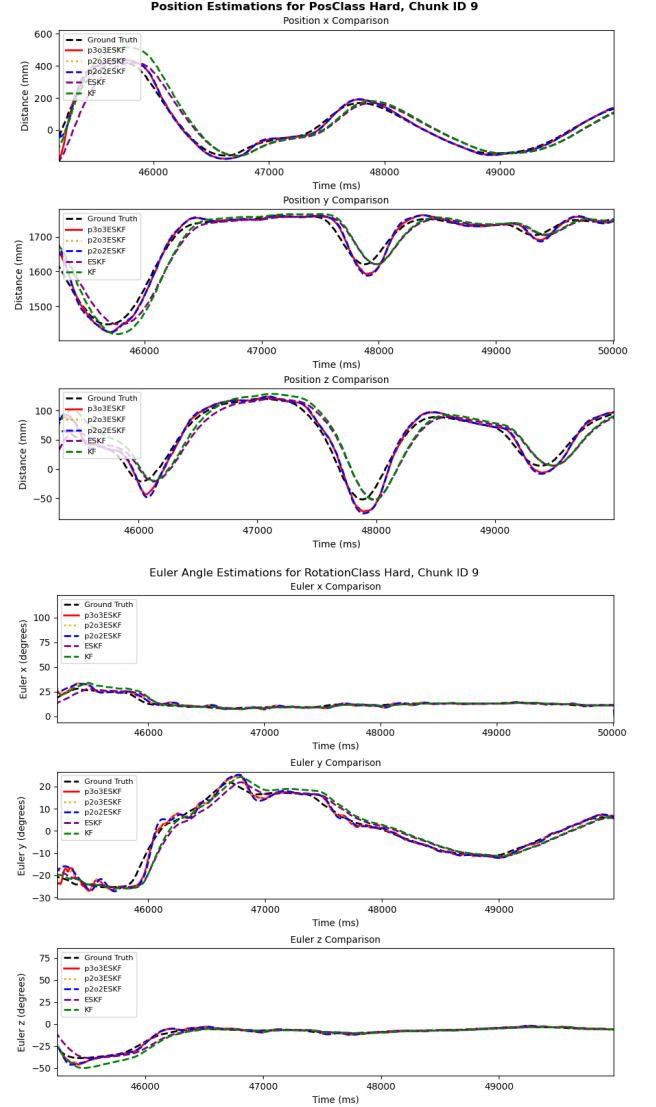 Position Estimations for PosClass Hard, Chunk ID 9
Position x Comparison
600
400
200
0
Distance (mm)
Ground Truth
p3o3ESKF
p2o3ESKF
p2o2ESKF
ESKF
KF
46000
47000
48000
49000
Time (ms)
Position y Comparison
1700
1600
1500
Distance (mm)
Ground Truth
p3o3ESKF
p2o3ESKF
p2o2ESKF
ESKF
KF
46000
47000
48000
49000
50000
Time (ms)
Position z Comparison
100
50
0
−50
Distance (mm)
Ground Truth
p3o3ESKF
p2o3ESKF
p2o2ESKF
ESKF
KF
46000
47000
48000
49000
Time (ms)
Euler Angle Estimations for RotationClass Hard, Chunk ID 9
Euler x Comparison
100
75
50
25
0
Euler x (degrees)
Ground Truth
p3o3ESKF
p2o3ESKF
p2o2ESKF
ESKF
KF
46000
47000
48000
49000
50000
Time (ms)
Euler y Comparison
20
10
0
−10
−20
−30
Euler y (degrees)
Ground Truth
p3o3ESKF
p2o3ESKF
p2o2ESKF
ESKF
KF
46000
47000
48000
49000
Time (ms)
Euler z Comparison
75
50
25
0
−25
−50
Euler z (degrees)
Ground Truth
p3o3ESKF
p2o3ESKF
p2o2ESKF
ESKF
KF
46000
47000
48000
49000
Time (ms)